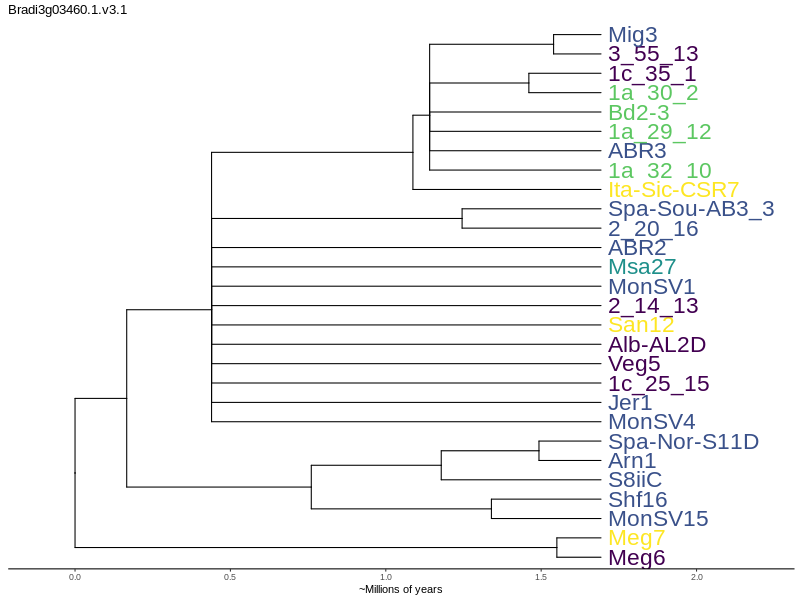 Bradi3g03460.1.v3.1
Mig3
3_55_13
1c_35_1
1a_30_2
Bd2-3
1a_29_12
ABR3
1a_32_10
Ita-Sic-CSR7
Spa-Sou-AB3_3
2_20_16
ABR2
Msa27
MonSV1
2_14_13
San12
Alb-AL2D
Veg5
1c_25_15
Jer1
MonSV4
Spa-Nor-S11D
Arn1
S8iiC
Shf16
MonSV15
Meg7
Meg6
0.0 0.5 1.0 1.5 2.0
~Millions of years